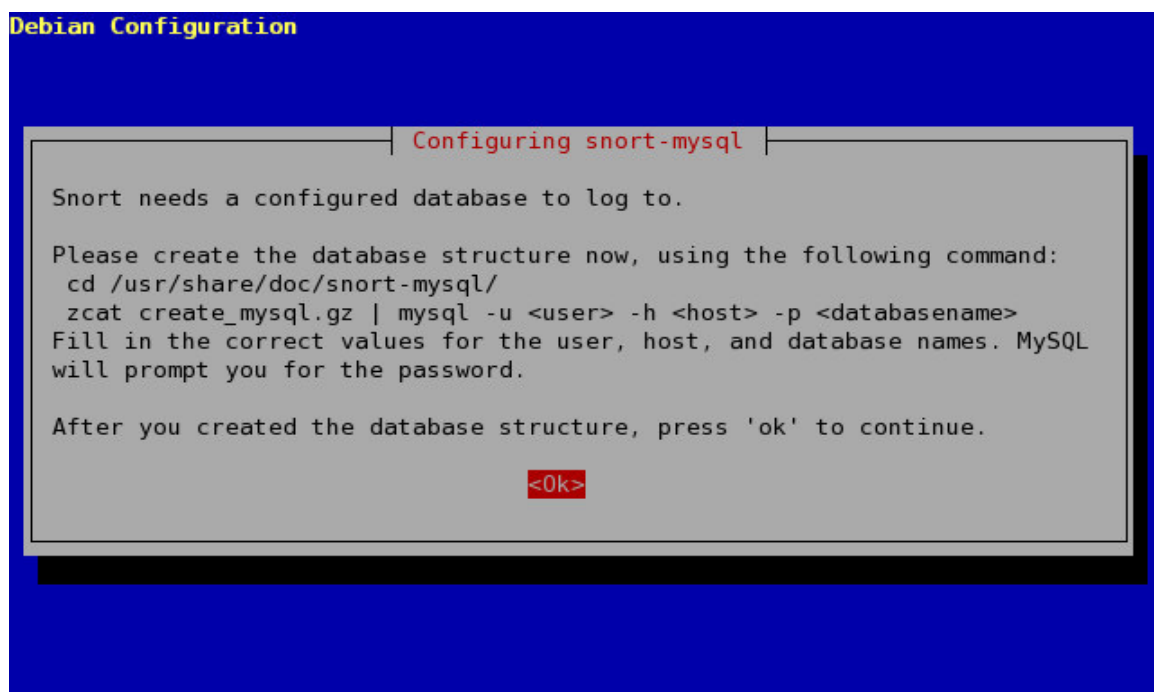 Debian Configuration
Configuring snort-mysql
Snort needs a configured database to log to.
Please create the database structure now, using the following command:
cd /usr/share/doc/snort-mysql/
zcat create_mysql.gz | mysql -u <user> -h <host> -p <databasename>
Fill in the correct values for the user, host, and database names. MySQL
will prompt you for the password.
After you created the database structure, press 'ok' to continue.
<Ok>